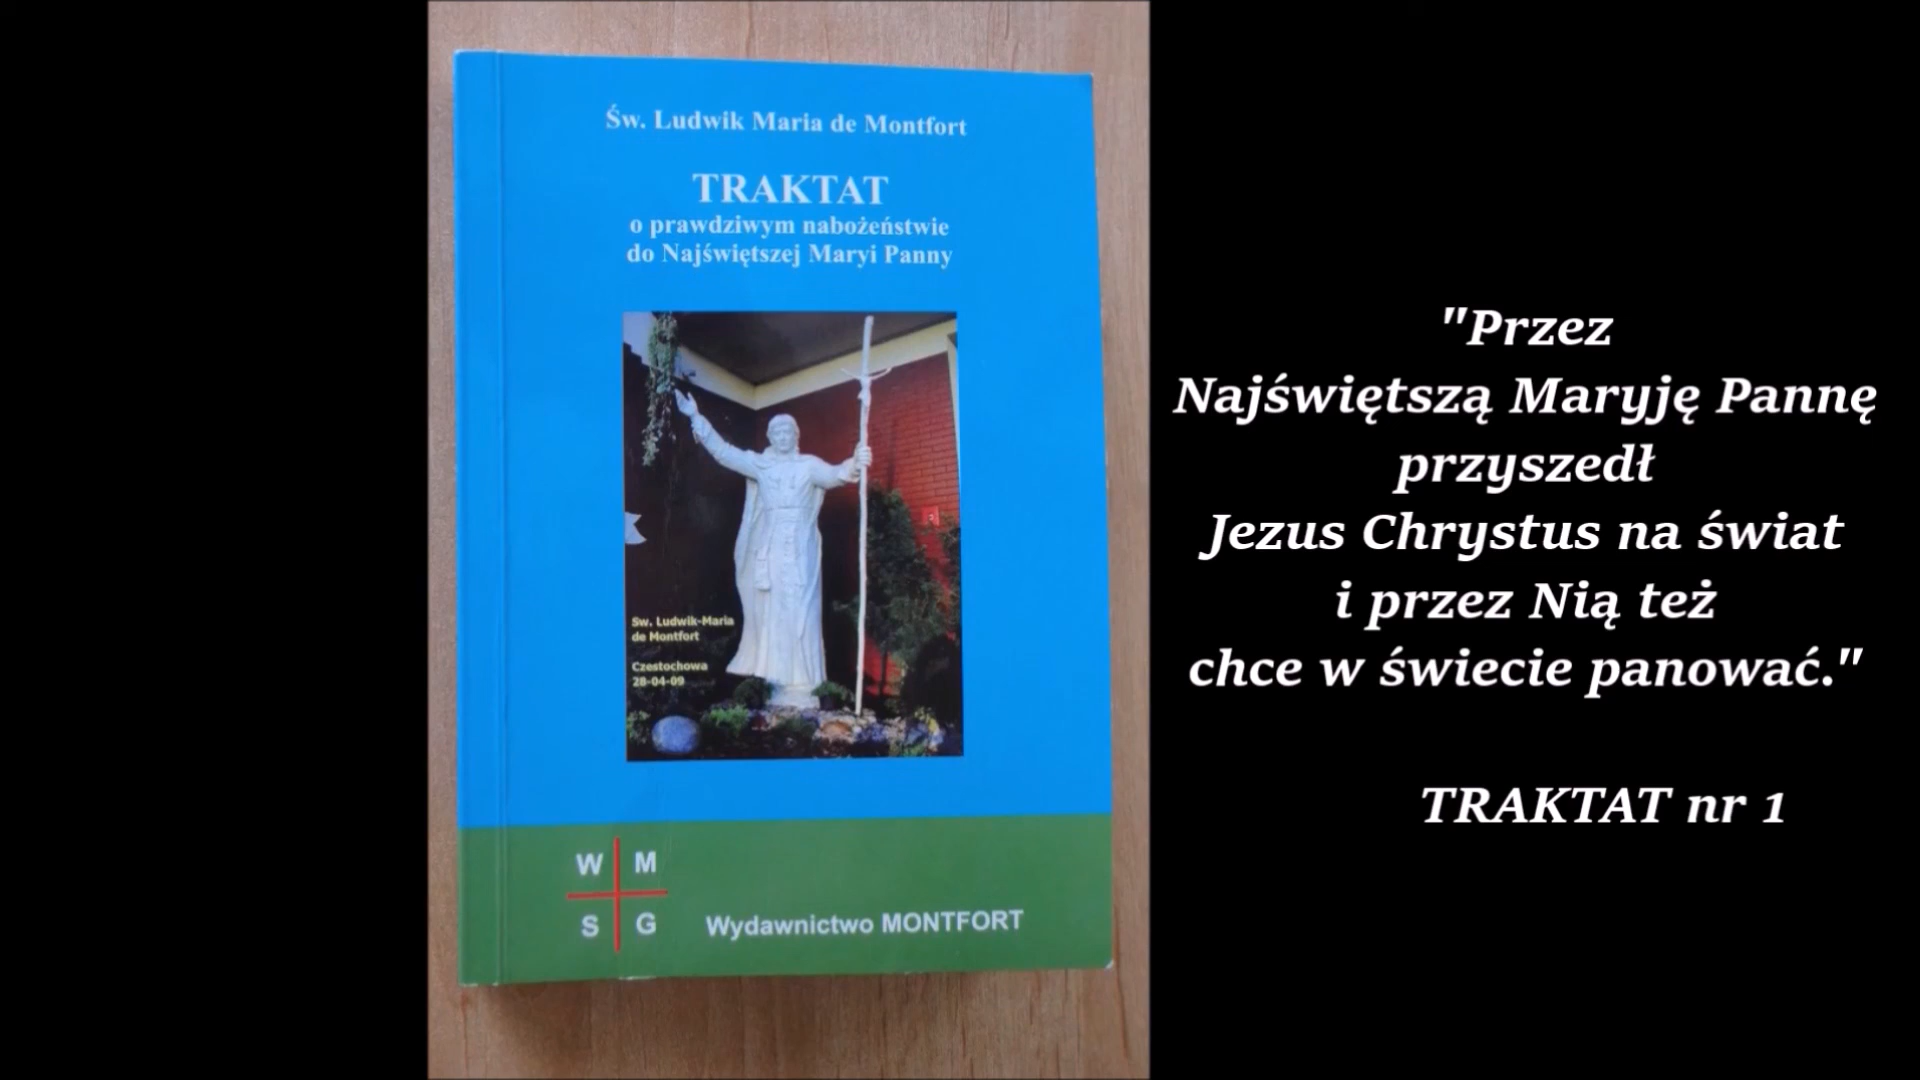 Św. Ludwik Maria de Montfort
TRAKTAT
o prawdziwym nabożeństwie
do Najświętszej Maryi Panny
Sw. Ludwik-Maria
de Montfort
Czestochowa
28-04-09
W M
S G
Wydawnictwo MONTFORT
"Przez
Najświętszą Maryję Pannę
przyszedł
Jezus Chrystus na świat
i przez Nią też
chce w świecie panować."
TRAKTAT nr 1